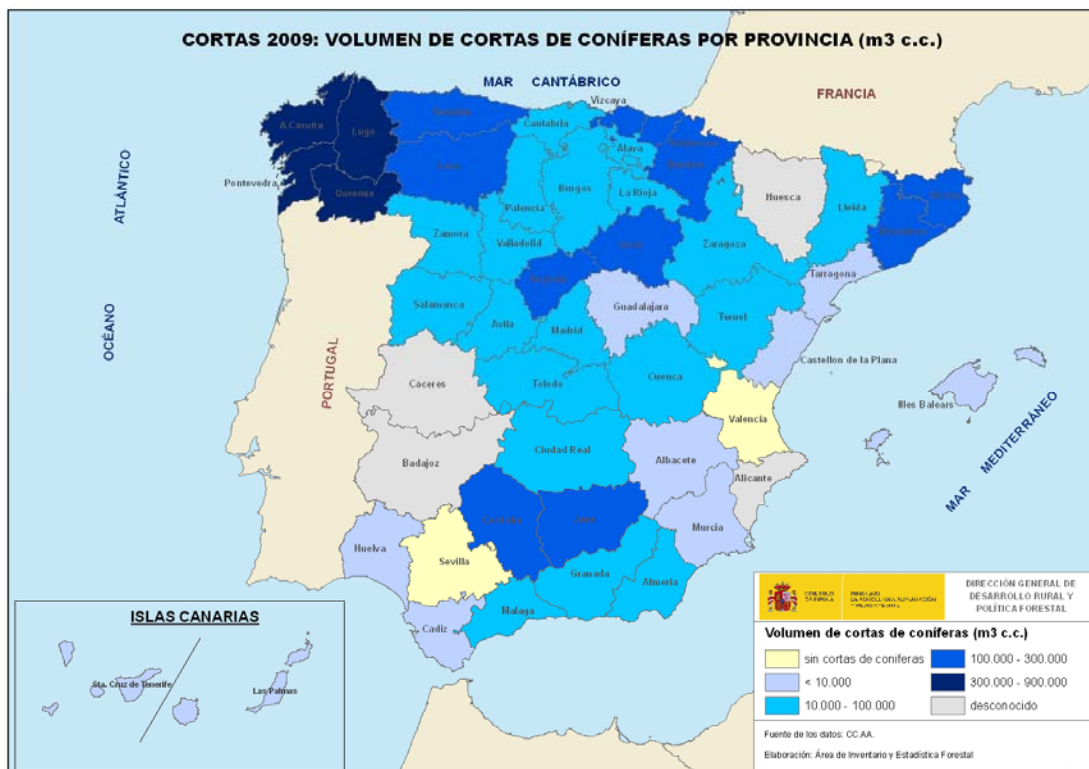 CORTAS 2009: VOLUMEN DE CORTAS DE CONÍFERAS POR PROVINCIA (m3 c.c.)
MAR CANTÁBRICO
FRANCIA
Vizcaya
Cantabria
A Coruña
Lugo
Alava
Pontevedra
Ourense
Burgos
La Rioja
Palencia
Huesca
Lleida
ATLÁNTICO
Zamora
Valladolid
Zaragoza
Tarragona
Salamanca
Guadalajara
Avila
Madrid
Teruel
OCÉANO
Castellon de la Plana
PORTUGAL
Caceres
Toledo
Cuenca
Illes Balears
Valencia
MAR MEDITERRÁNEO
Badajoz
Ciudad Real
Albacete
Alicante
Murcia
Huelva
Sevilla
Granada
Almeria
Malaga
Cadiz
ISLAS CANARIAS
Sta. Cruz de Tenerife
Las Palmas
DIRECCIÓN GENERAL DE
DESARROLLO RURAL Y
POLÍTICA FORESTAL
Volumen de cortas de coníferas (m3 c.c.)
sin cortas de coniferas
100.000 - 300.000
< 10.000
300.000 - 900.000
10.000 - 100.000
desconocido
Fuente de los datos: CC.AA.
Elaboración: Área de Inventario y Estadística Forestal